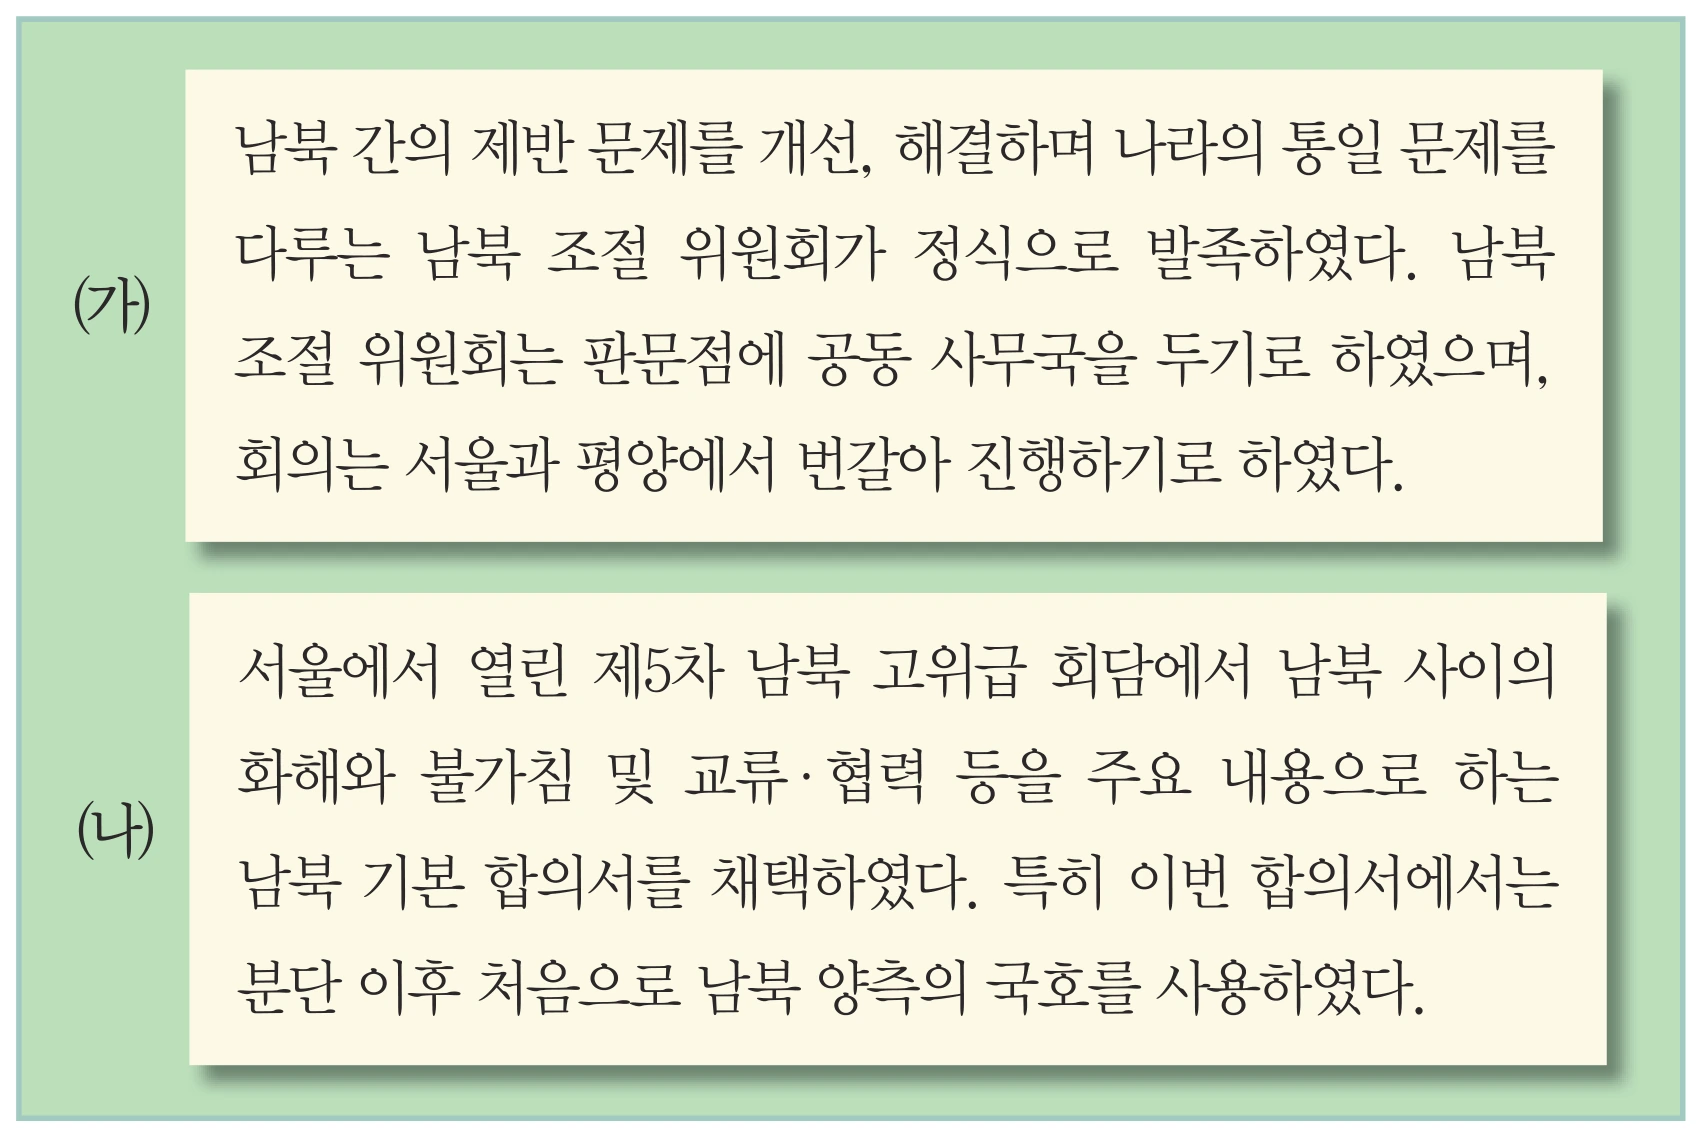 (가)
남북 간의 제반 문제를 개선, 해결하며 나라의 통일 문제를
다루는 남북 조절 위원회가 정식으로 발족하였다. 남북
조절 위원회는 판문점에 공동 사무국을 두기로 하였으며,
회의는 서울과 평양에서 번갈아 진행하기로 하였다.
(나)
서울에서 열린 제5차 남북 고위급 회담에서 남북 사이의
화해와 불가침 및 교류·협력 등을 주요 내용으로 하는
남북 기본 합의서를 채택하였다. 특히 이번 합의서에서는
분단 이후 처음으로 남북 양측의 국호를 사용하였다.